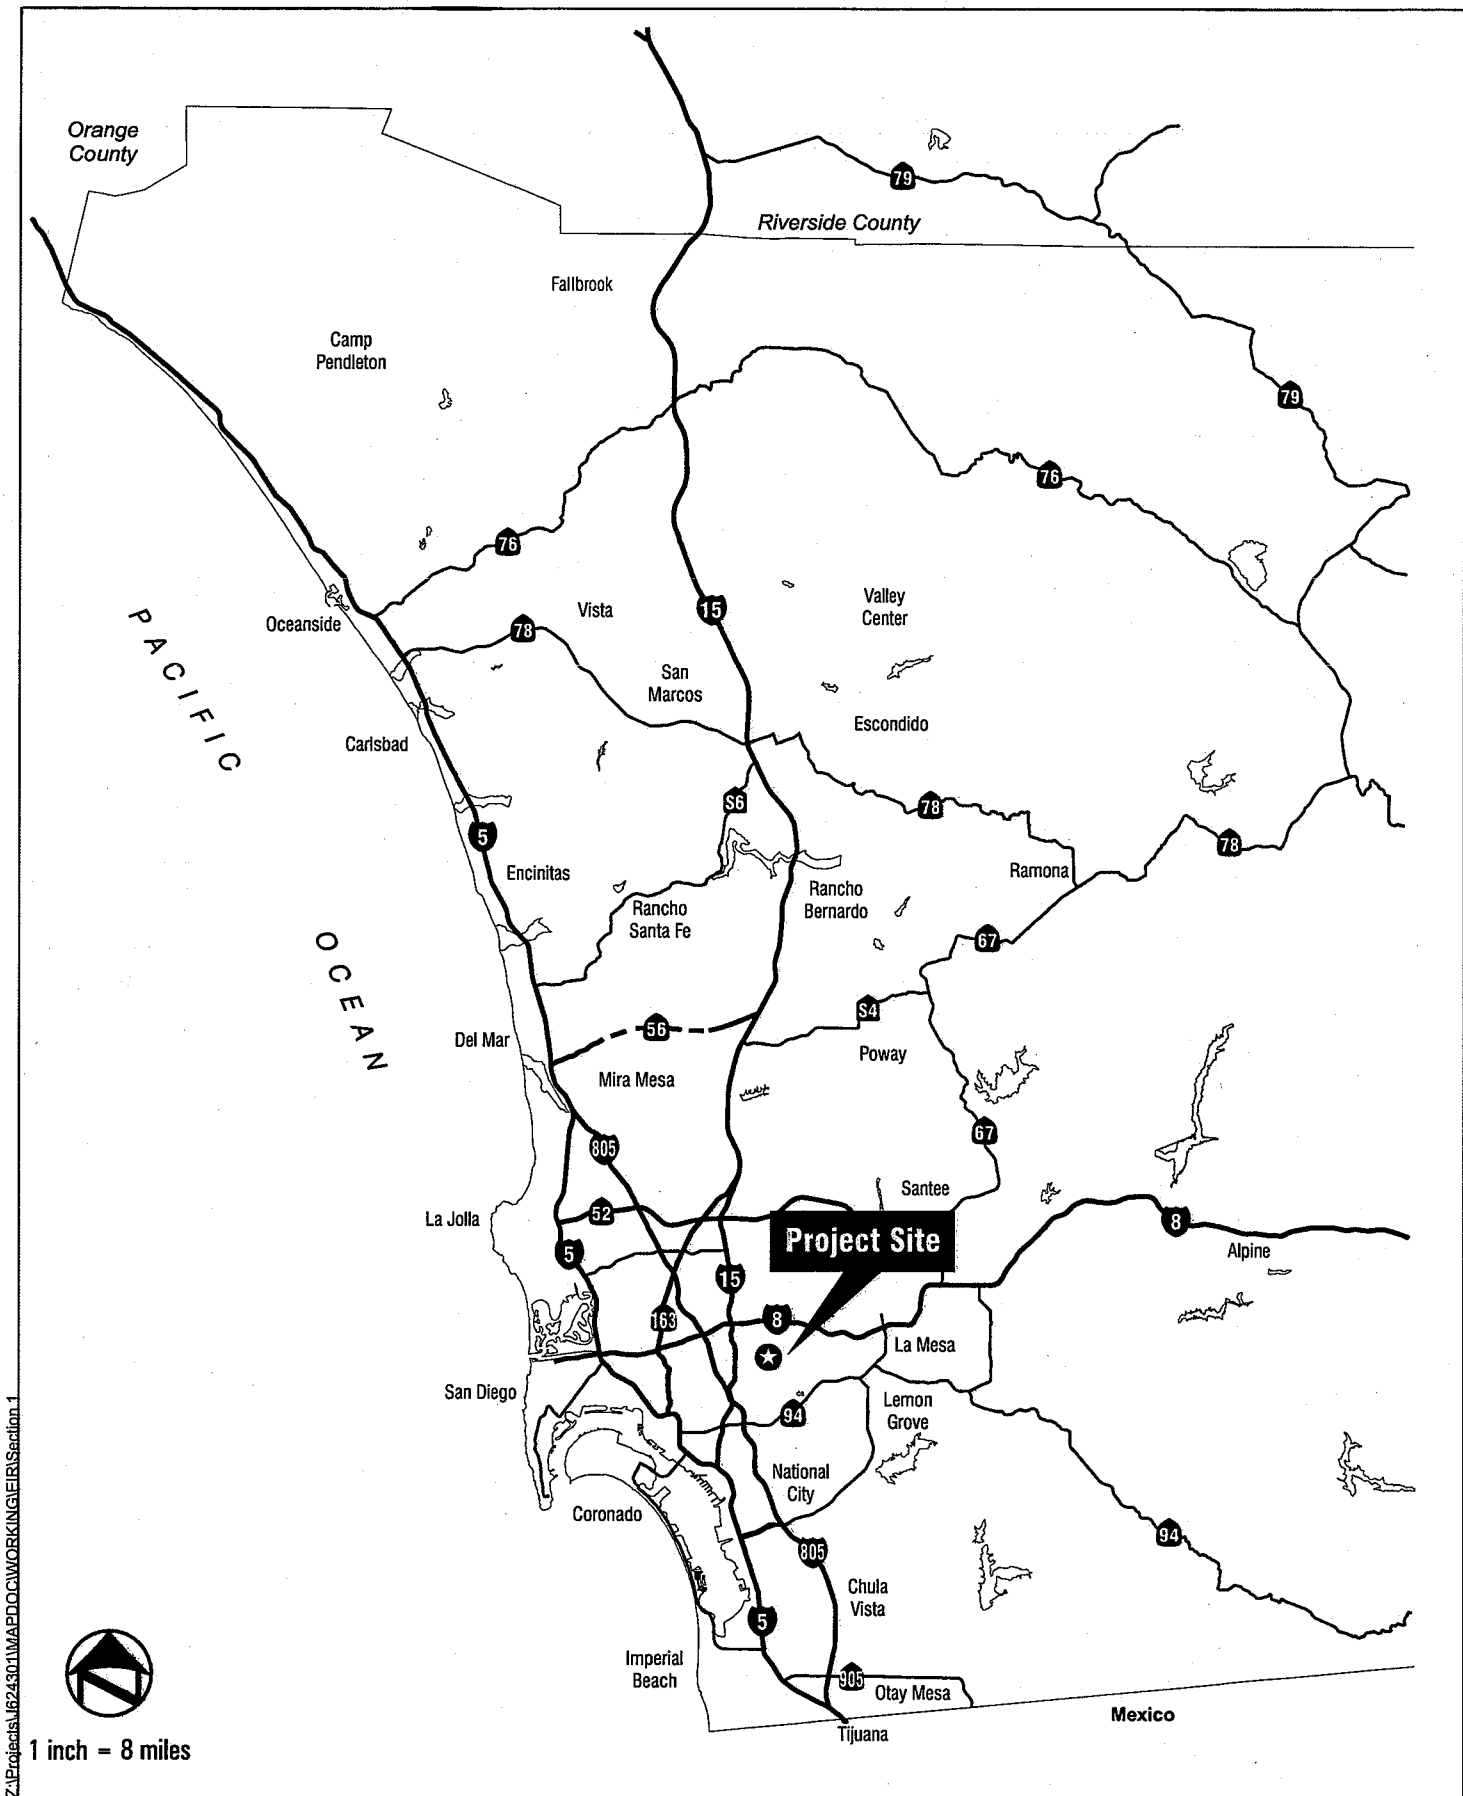 Orange
County
79
Riverside County
Fallbrook
Camp
Pendleton
79
76
76
Valley
Center
Vista
15
Oceanside
78
San
Marcos
Escondido
PACIFIC
Carlsbad
S6
78
5
78
Encinitas
Ramona
Rancho
Bernardo
Rancho
Santa Fe
67
OCEAN
S4
56
Del Mar
Poway
Mira Mesa
67
805
Santee
La Jolla
52
8
Project Site
5
Alpine
15
163
8
La Mesa
San Diego
94
Lemon
Grove
National
City
Coronado
94
805
Chula
Vista
5
Imperial
Beach
905
Otay Mesa
Mexico
Tijuana
1 inch = 8 miles
Z:\Projects\J624301\MAPDOC\WORKING\EIR\Section 1